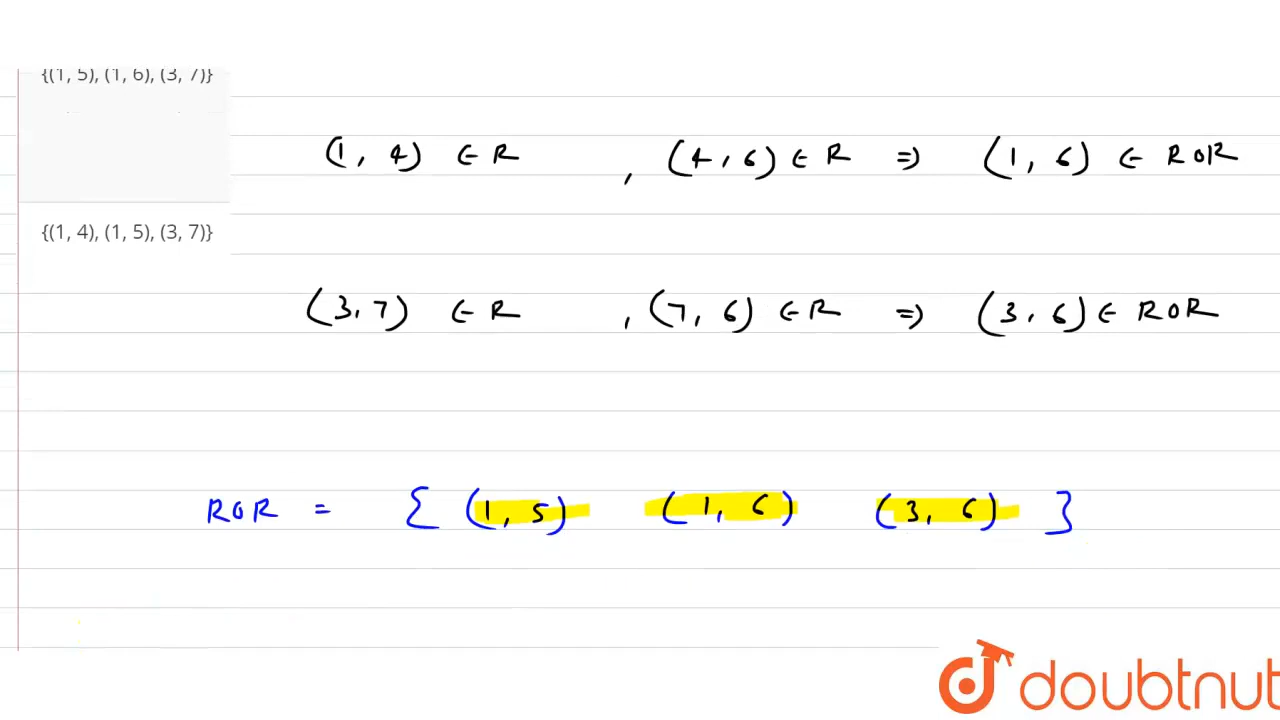 {(1, 5), (1, 6), (3, 7)}
(1, 4) ∈ R , (4, 6) ∈ R ⇒ (1, 6) ∈ ROR
{(1, 4), (1, 5), (3, 7)}
(3, 7) ∈ R , (7, 6) ∈ R ⇒ (3, 6) ∈ ROR
ROR = { (1, 5) (1, 6) (3, 6) }
doubtnut